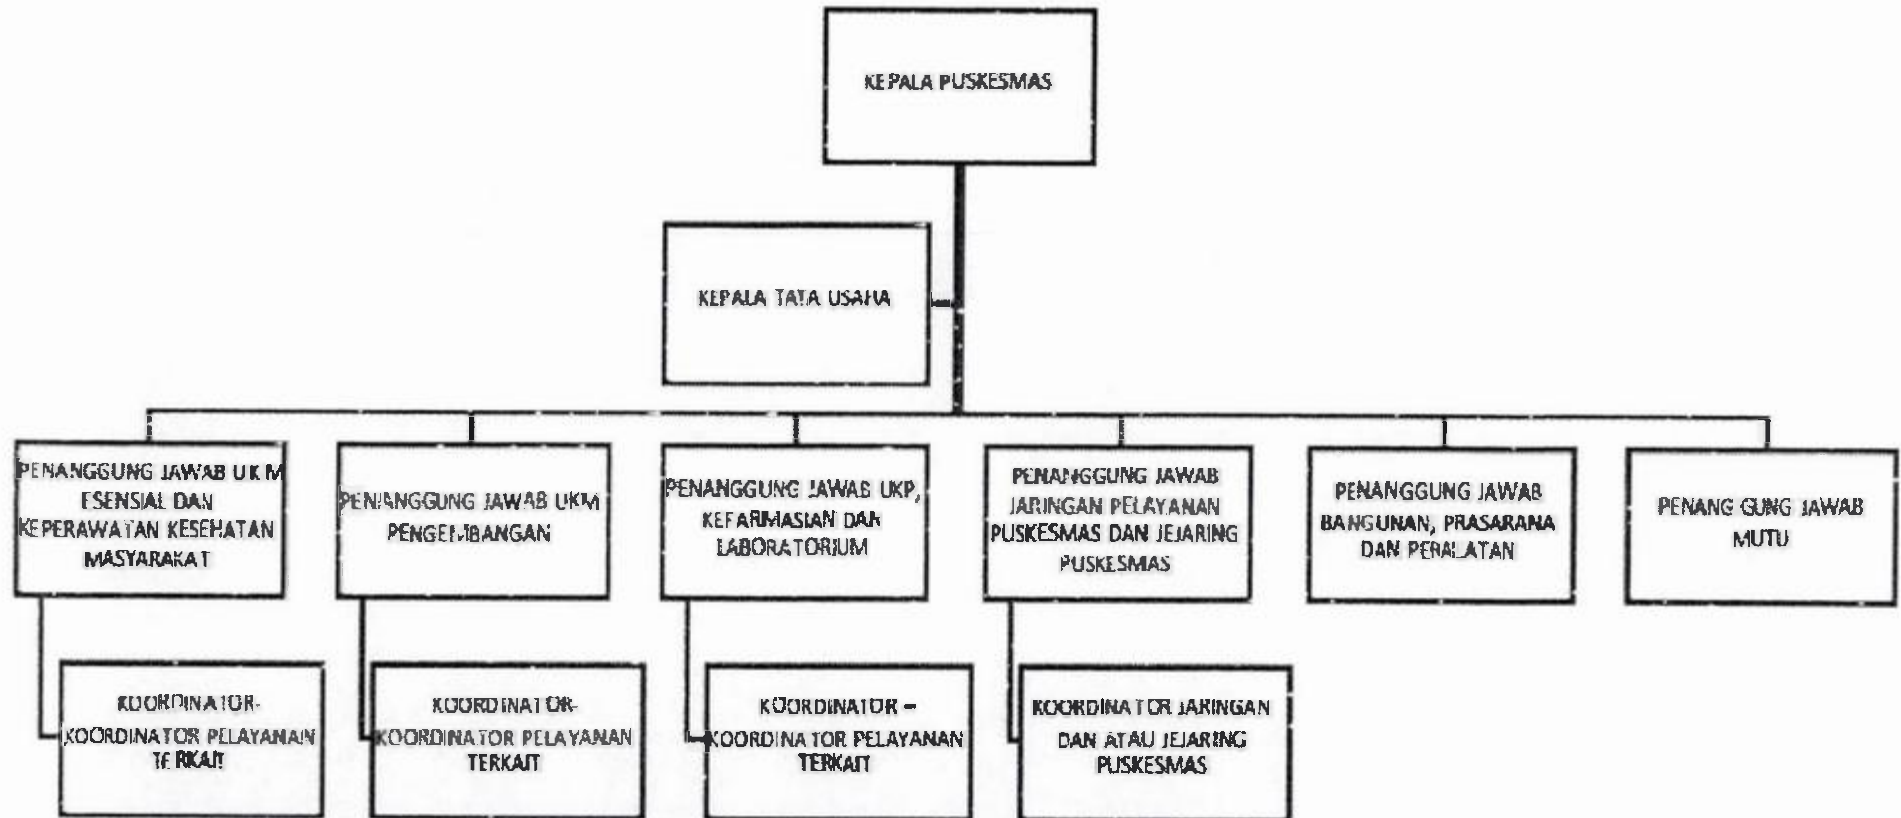 KEPALA PUSKESMAS
KEPALA TATA USAHA
PENANGGUNG JAWAB UKM
ESENSIAL DAN
KEPERAWATAN KESEHATAN
MASYARAKAT
PENANGGUNG JAWAB UKM
PENGEMBANGAN
PENANGGUNG JAWAB UKP,
KEFARMASIAN DAN
LABORATORIUM
PENANGGUNG JAWAB
JARINGAN PELAYANAN
PUSKESMAS DAN JEJARING
PUSKESMAS
PENANGGUNG JAWAB
BANGUNAN, PRASARANA
DAN PERALATAN
PENANG GUNG JAWAB
MUTU
KOORDINATOR-
KOORDINATOR PELAYANAN
TERKAIT
KOORDINATOR-
KOORDINATOR PELAYANAN
TERKAIT
KOORDINATOR –
KOORDINATOR PELAYANAN
TERKAIT
KOORDINATOR JARINGAN
DAN ATAU JEJARING
PUSKESMAS